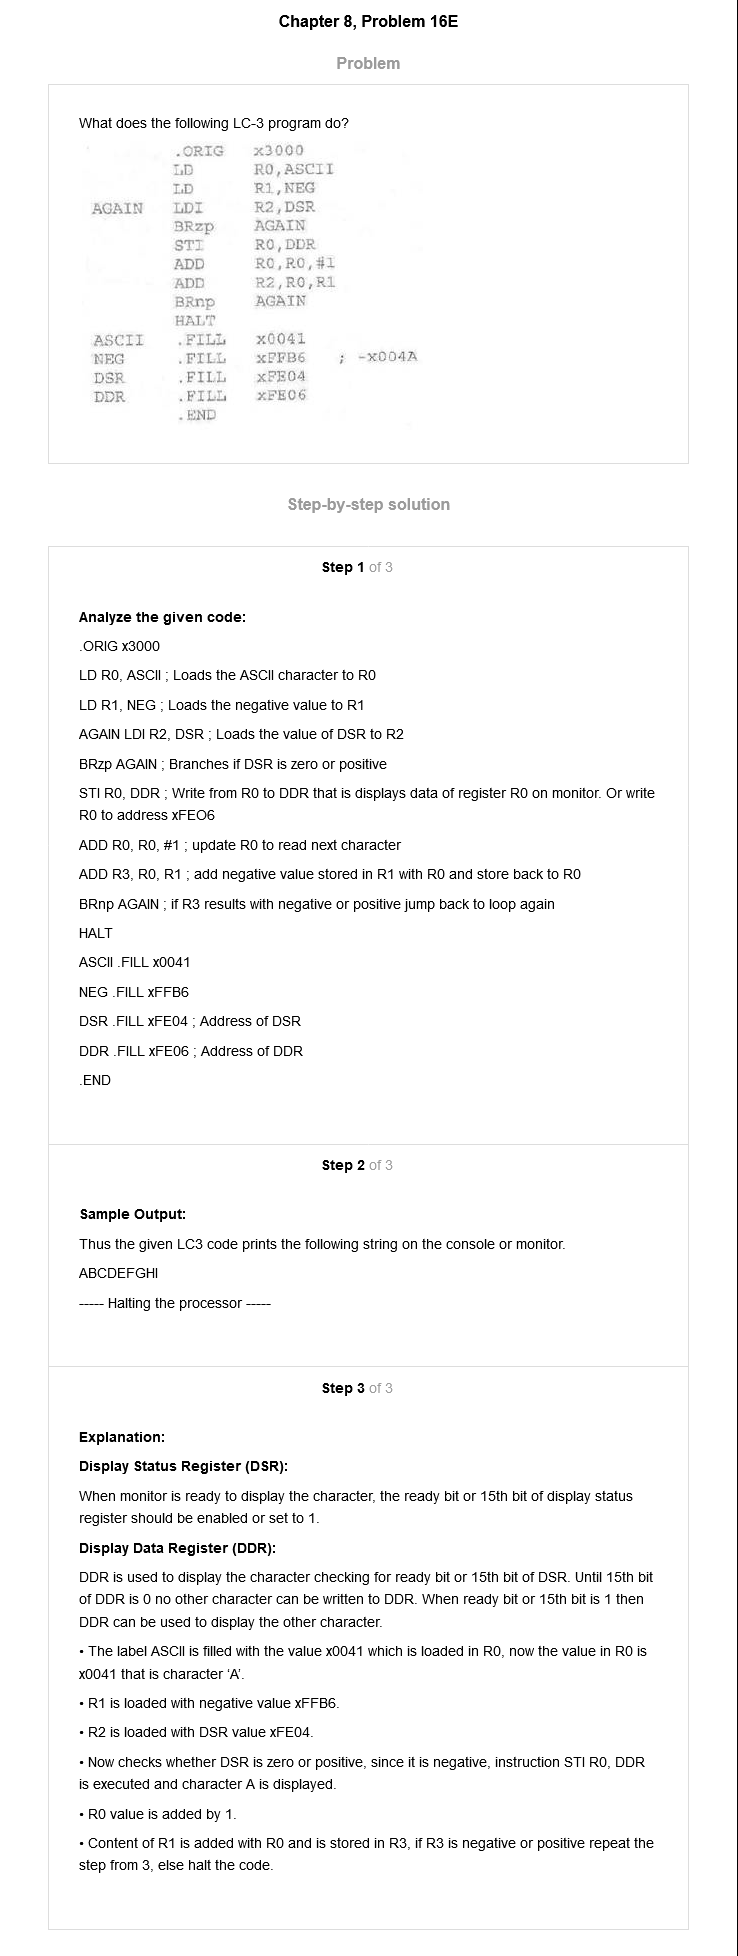 Chapter 8, Problem 16E
Problem
What does the following LC-3 program do?
.ORIG x3000
LD R0,ASCII
LD R1,NEG
AGAIN LDI R2,DSR
BRzp AGAIN
STI R0,DDR
ADD R0,R0,#1
ADD R2,R0,R1
BRnp AGAIN
HALT
ASCII .FILL x0041
NEG .FILL xFFB6 ; -x004A
DSR .FILL xFE04
DDR .FILL xFE06
.END
Step-by-step solution
Step 1 of 3
Analyze the given code:
.ORIG x3000
LD R0, ASCII ; Loads the ASCII character to R0
LD R1, NEG ; Loads the negative value to R1
AGAIN LDI R2, DSR ; Loads the value of DSR to R2
BRzp AGAIN ; Branches if DSR is zero or positive
STI R0, DDR ; Write from R0 to DDR that is displays data of register R0 on monitor. Or write
R0 to address xFEO6
ADD R0, R0, #1 ; update R0 to read next character
ADD R3, R0, R1 ; add negative value stored in R1 with R0 and store back to R0
BRnp AGAIN ; if R3 results with negative or positive jump back to loop again
HALT
ASCII .FILL x0041
NEG .FILL xFFB6
DSR .FILL xFE04 ; Address of DSR
DDR .FILL xFE06 ; Address of DDR
.END
Step 2 of 3
Sample Output:
Thus the given LC3 code prints the following string on the console or monitor.
ABCDEFGHI
----- Halting the processor -----
Step 3 of 3
Explanation:
Display Status Register (DSR):
When monitor is ready to display the character, the ready bit or 15th bit of display status
register should be enabled or set to 1.
Display Data Register (DDR):
DDR is used to display the character checking for ready bit or 15th bit of DSR. Until 15th bit
of DDR is 0 no other character can be written to DDR. When ready bit or 15th bit is 1 then
DDR can be used to display the other character.
• The label ASCII is filled with the value x0041 which is loaded in R0, now the value in R0 is
x0041 that is character ‘A’.
• R1 is loaded with negative value xFFB6.
• R2 is loaded with DSR value xFE04.
• Now checks whether DSR is zero or positive, since it is negative, instruction STI R0, DDR
is executed and character A is displayed.
• R0 value is added by 1.
• Content of R1 is added with R0 and is stored in R3, if R3 is negative or positive repeat the
step from 3, else halt the code.